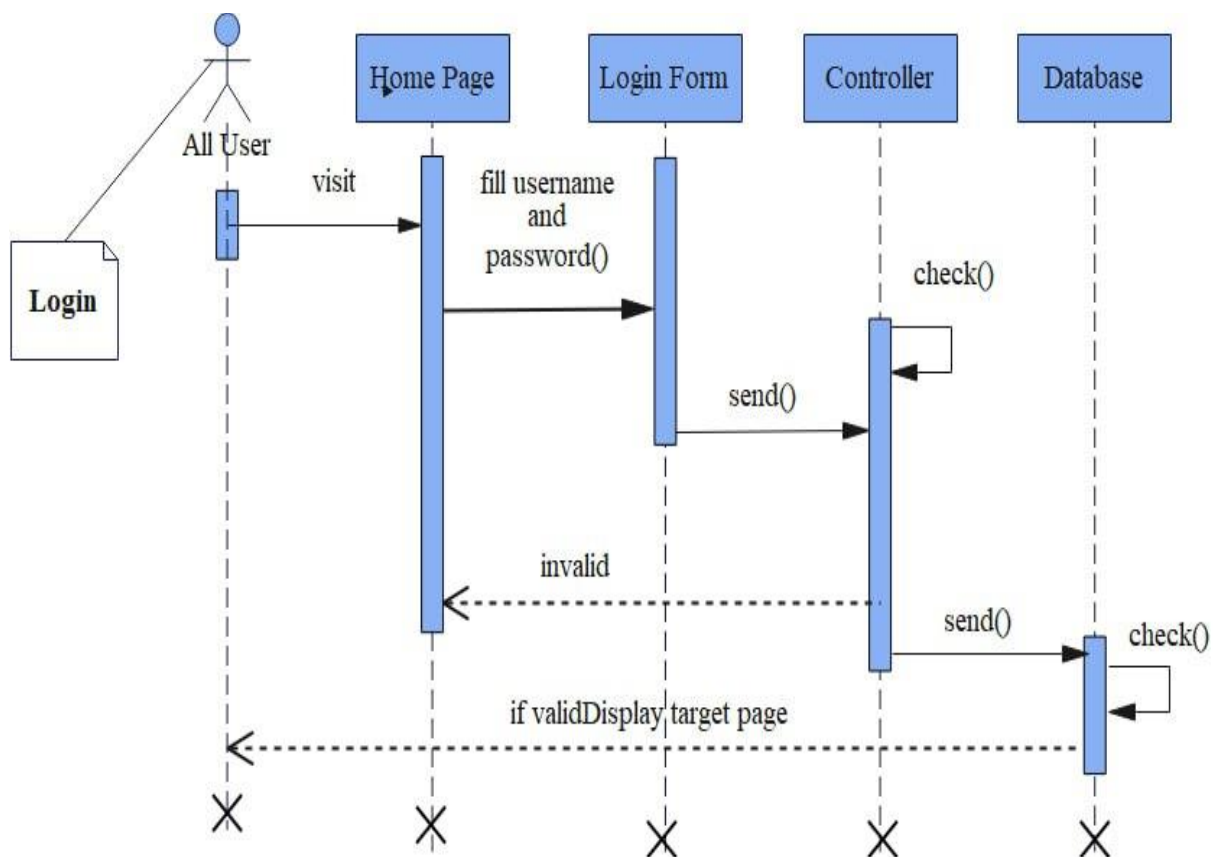 Home Page
Login Form
Controller
Database
All User
visit
fill username
and
password()
check()
Login
send()
invalid
send()
check()
if validDisplay target page